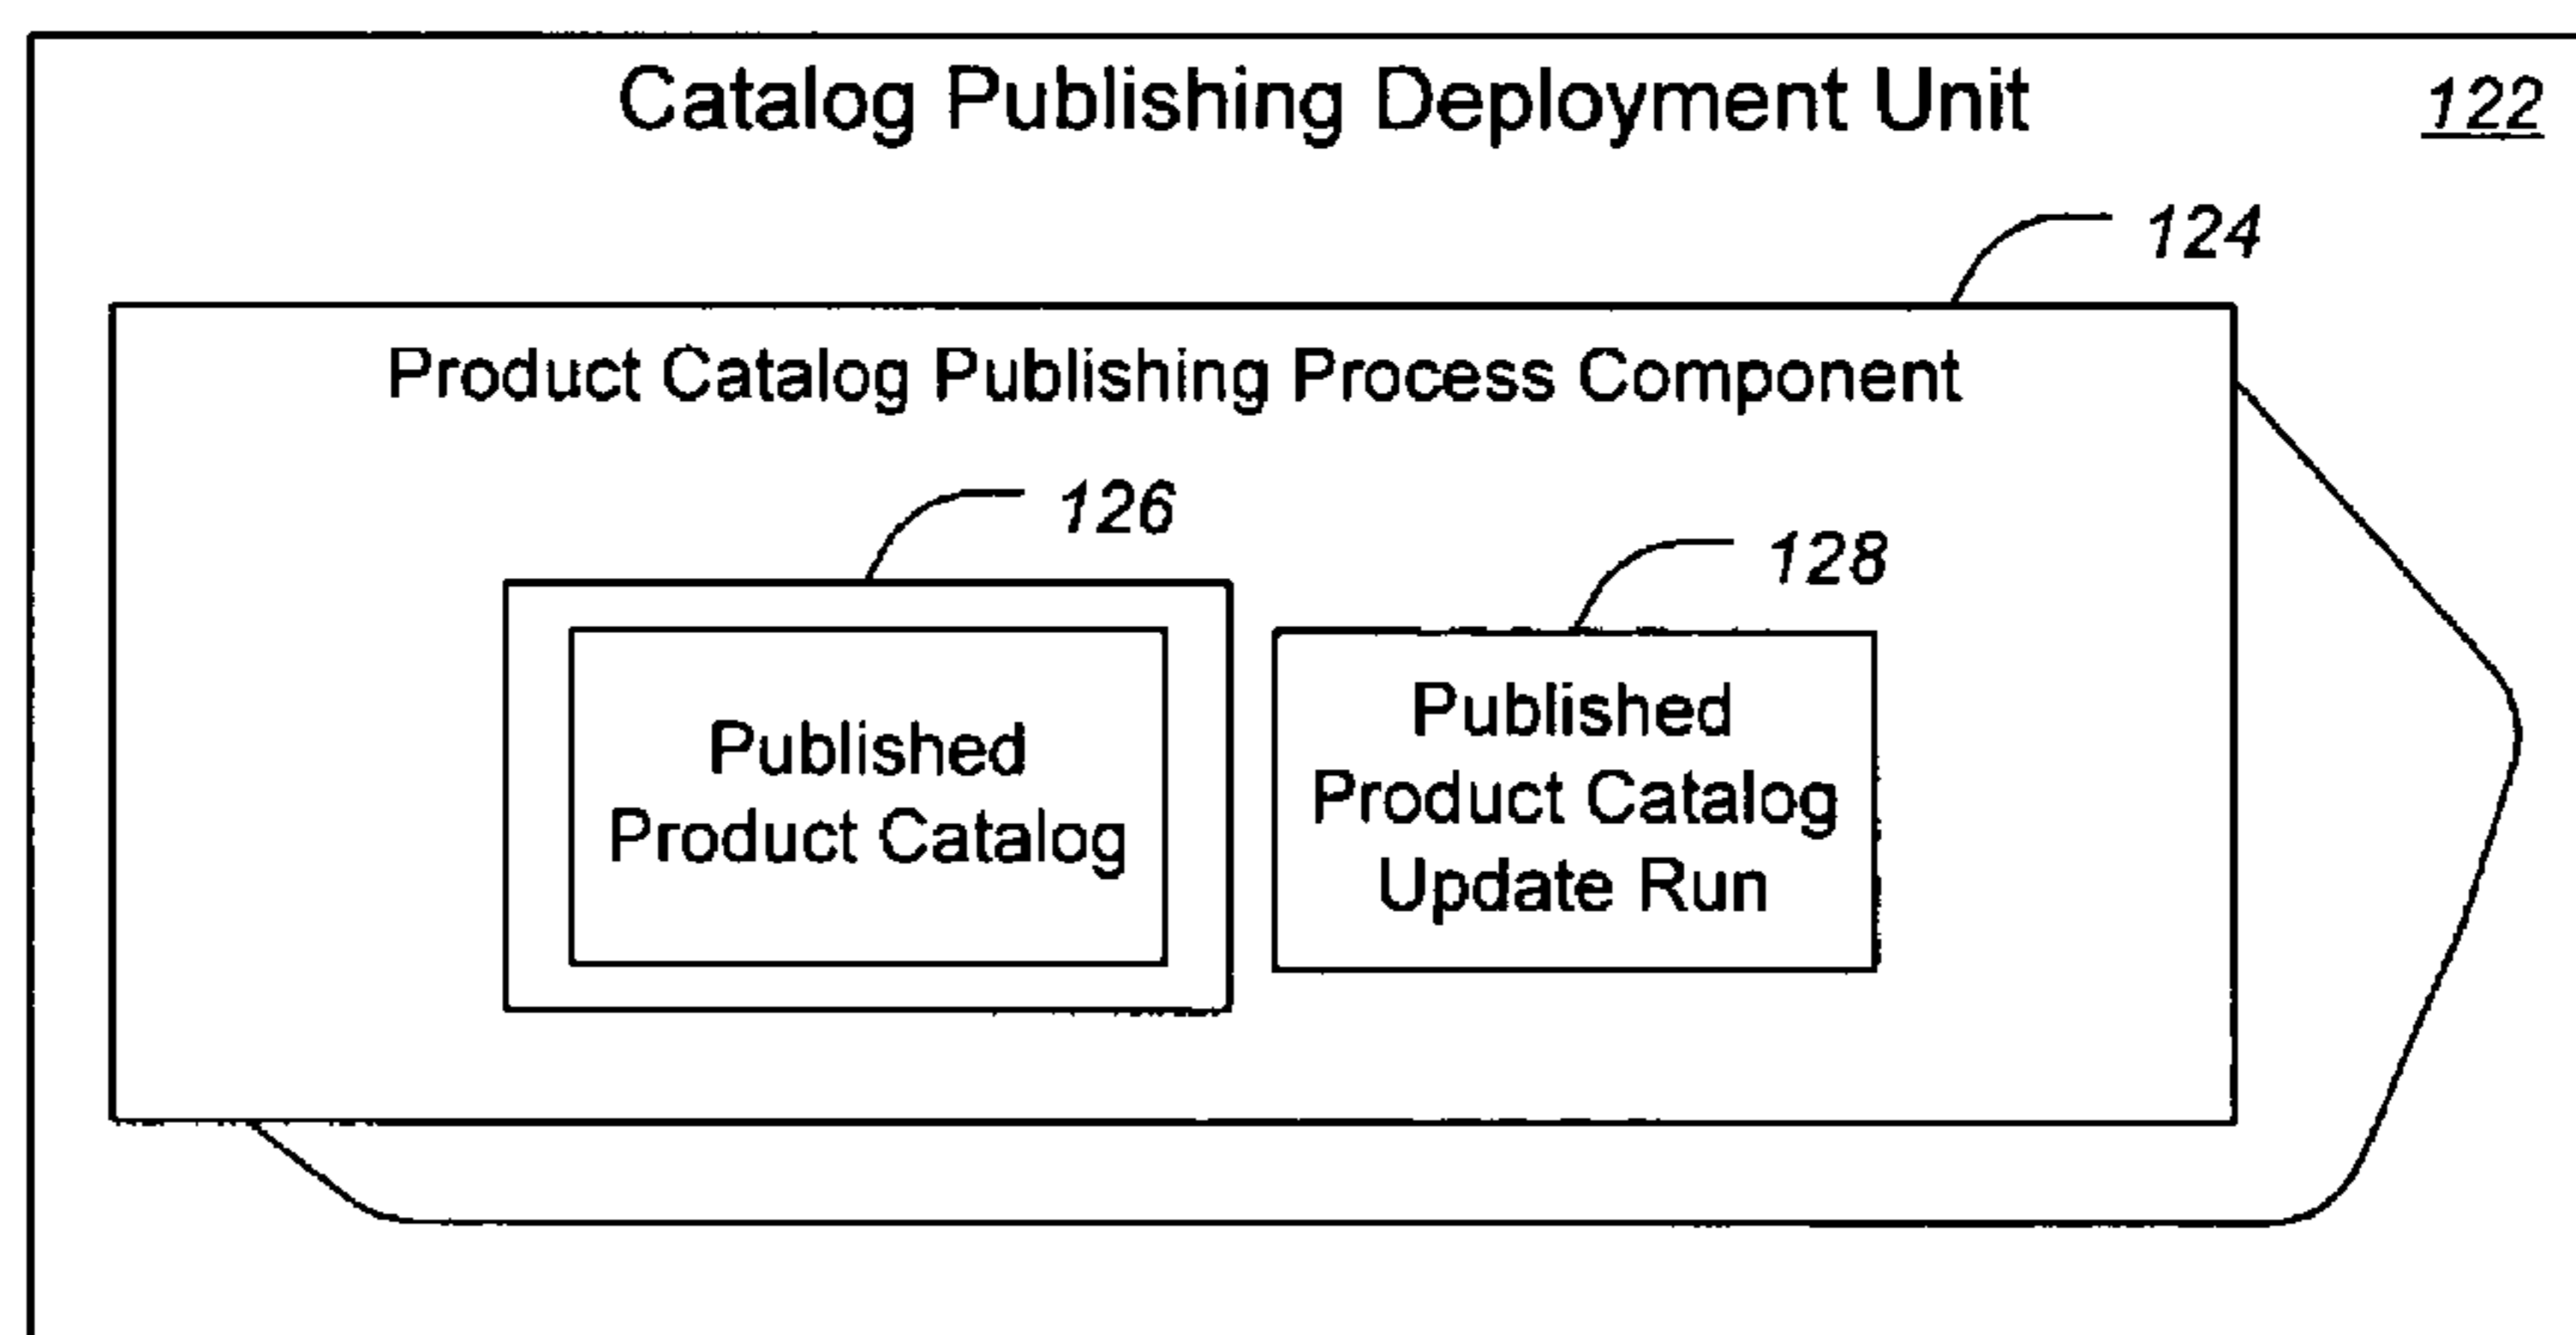 Catalog Publishing Deployment Unit
122
124
Product Catalog Publishing Process Component
126
128
Published
Product Catalog
Published
Product Catalog
Update Run